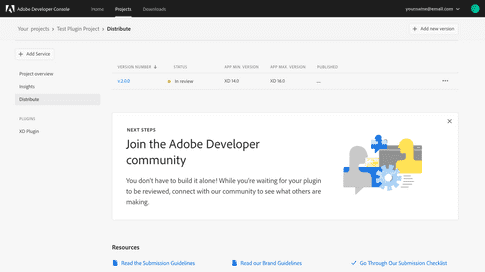 Adobe Developer Console
Home
Projects
Downloads
yourname@email.com
Your projects > Test Plugin Project > Distribute
+ Add new version
+ Add Service
Project overview
Insights
Distribute
PLUGINS
XD Plugin
VERSION NUMBER ↓ STATUS APP MIN. VERSION APP MAX. VERSION PUBLISHED
v.2.0.0 In review XD 14.0 XD 16.0 —
NEXT STEPS
Join the Adobe Developer
community
You don't have to build it alone! While you're waiting for your plugin
to be reviewed, connect with our community to see what others are
making.
Resources
Read the Submission Guidelines
Read our Brand Guidelines
Go Through Our Submission Checklist